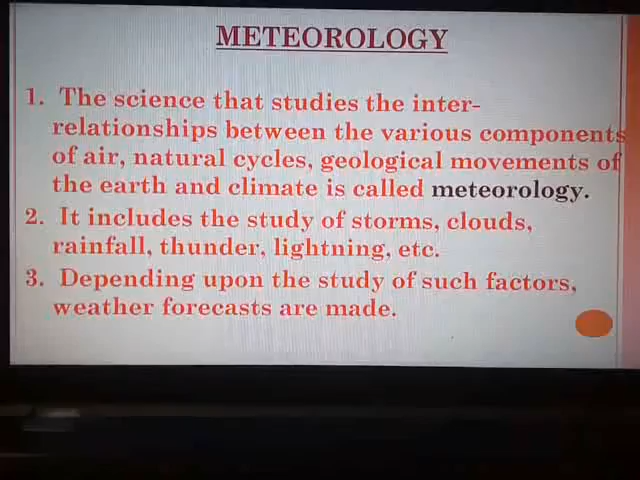 METEOROLOGY
1. The science that studies the inter-
relationships between the various components
of air, natural cycles, geological movements of
the earth and climate is called meteorology.
2. It includes the study of storms, clouds,
rainfall, thunder, lightning, etc.
3. Depending upon the study of such factors,
weather forecasts are made.